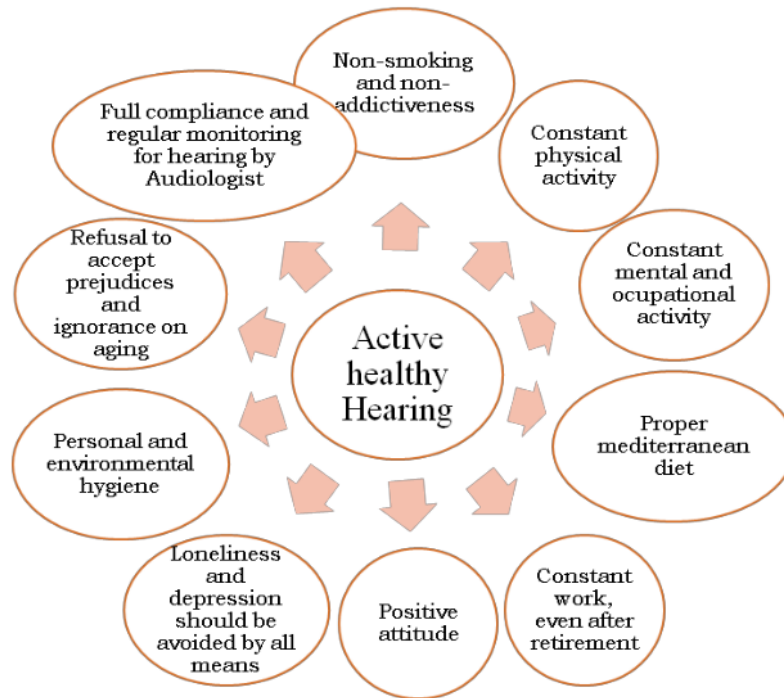 Non-smoking
and non-
addictiveness
Constant
physical
activity
Constant
mental and
ocupational
activity
Proper
mediterranean
diet
Constant
work,
even after
retirement
Positive
attitude
Loneliness
and
depression
should be
avoided by all
means
Personal and
environmental
hygiene
Refusal to
accept
prejudices
and
ignorance on
aging
Full compliance and
regular monitoring
for hearing by
Audiologist
Active
healthy
Hearing